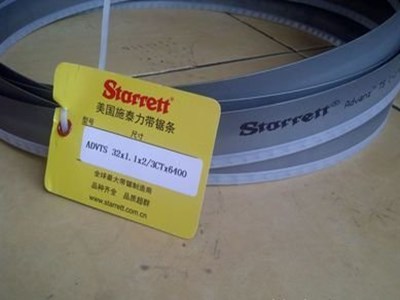 Starrett
美国施泰力带锯条
型号 尺寸
ADVTS 32x1.1x2/3CTx6400
全球最大带锯制造商
品种齐全 品质超群
www.starrett.com.cn
Starrett Advanz TS